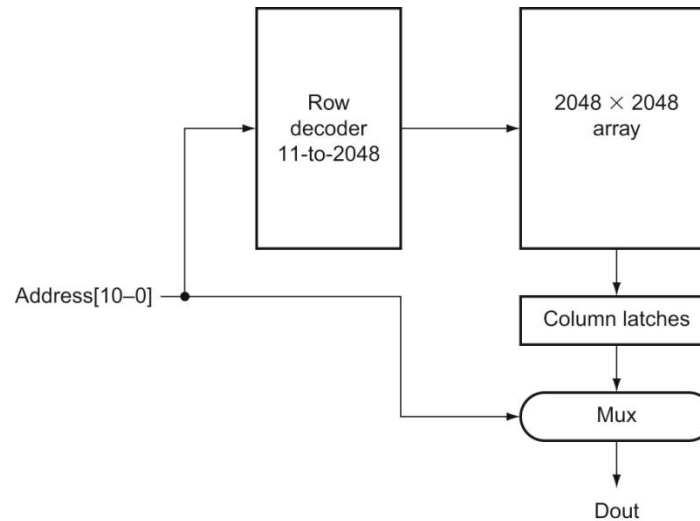 Row
decoder
11-to-2048
2048 × 2048
array
Address[10–0]
Column latches
Mux
Dout